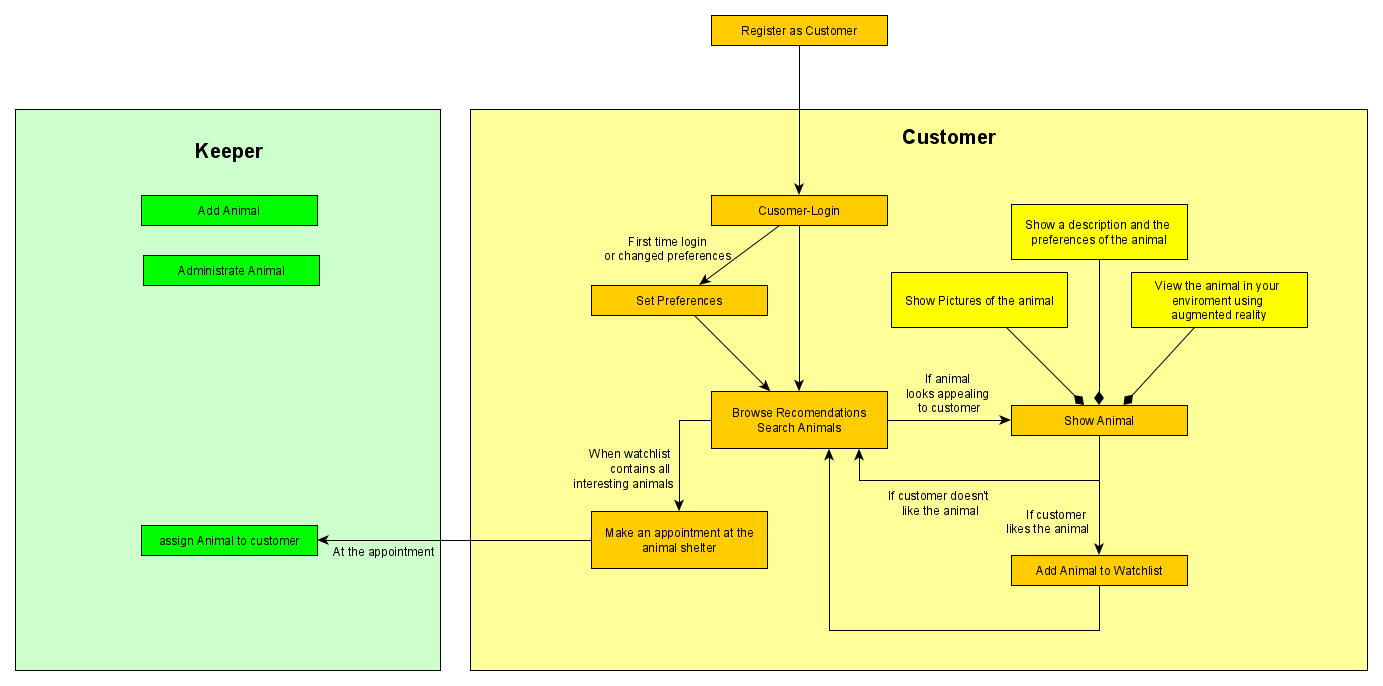 Register as Customer
Keeper
Add Animal
Administrate Animal
assign Animal to customer
At the appointment
Customer
Cusomer-Login
First time login
or changed preferences
Set Preferences
Show a description and the
preferences of the animal
Show Pictures of the animal
View the animal in your
enviroment using
augmented reality
Browse Recomendations
Search Animals
If animal
looks appealing
to customer
Show Animal
When watchlist
contains all
interesting animals
If customer doesn't
like the animal
If customer
likes the animal
Make an appointment at the
animal shelter
Add Animal to Watchlist